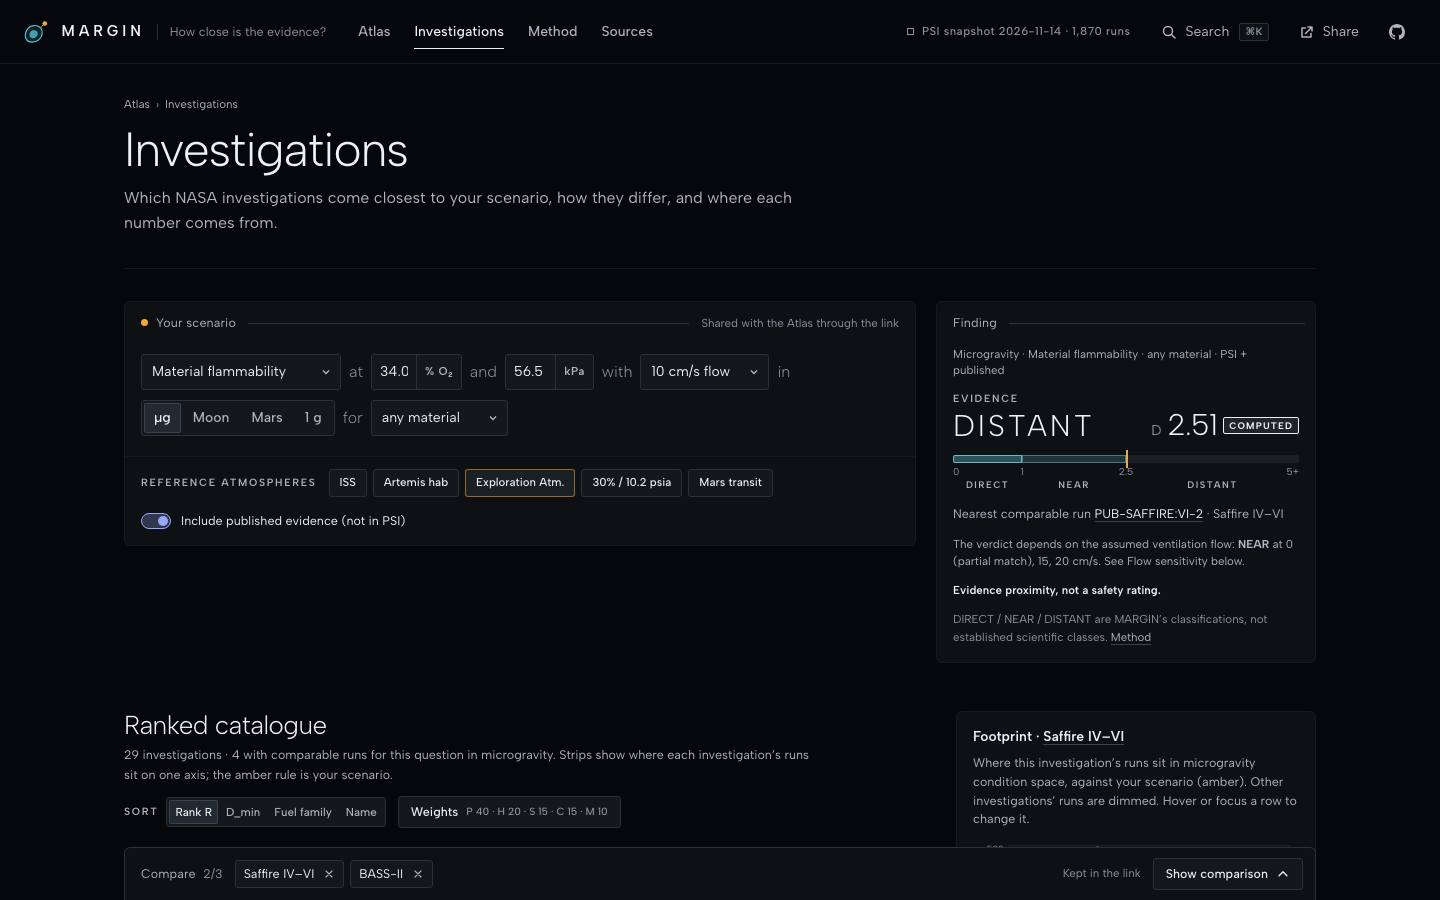 MARGIN How close is the evidence? Atlas Investigations Method Sources PSI snapshot 2026-11-14 · 1,870 runs Search ⌘K Share
Atlas › Investigations
Investigations
Which NASA investigations come closest to your scenario, how they differ, and where each
number comes from.
Your scenario Shared with the Atlas through the link
Material flammability at 34.0 % O₂ and 56.5 kPa with 10 cm/s flow in
µg Moon Mars 1 g for any material
REFERENCE ATMOSPHERES ISS Artemis hab Exploration Atm. 30% / 10.2 psia Mars transit
Include published evidence (not in PSI)
Finding
Microgravity · Material flammability · any material · PSI +
published
EVIDENCE
DISTANT D 2.51 COMPUTED
0 1 2.5 5+
DIRECT NEAR DISTANT
Nearest comparable run PUB-SAFFIRE:VI-2 · Saffire IV–VI
The verdict depends on the assumed ventilation flow: NEAR at 0
(partial match), 15, 20 cm/s. See Flow sensitivity below.
Evidence proximity, not a safety rating.
DIRECT / NEAR / DISTANT are MARGIN's classifications, not
established scientific classes. Method
Ranked catalogue
29 investigations · 4 with comparable runs for this question in microgravity. Strips show where each investigation's runs
sit on one axis; the amber rule is your scenario.
SORT Rank R D_min Fuel family Name Weights P 40 · H 20 · S 15 · C 15 · M 10
Footprint · Saffire IV–VI
Where this investigation's runs sit in microgravity
condition space, against your scenario (amber). Other
investigations' runs are dimmed. Hover or focus a row to
change it.
Compare 2/3 Saffire IV–VI × BASS-II × Kept in the link Show comparison